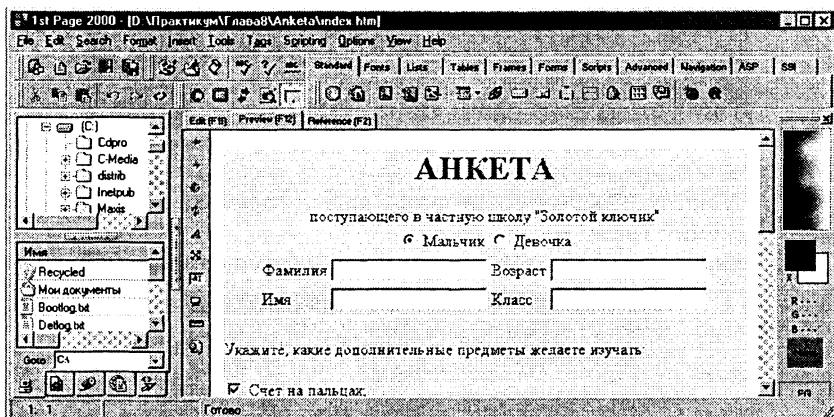 1st Page 2000 - [D:\Практикум\Глава8\Anketa\index.htm]
File Edit Search Format Insert Tools Tags Scripting Options View Help
Standard Fonts Lists Tables Frames Forms Scripts Advanced Navigation ASP SSI
Edit (F11) Preview (F12) Reference (F2)
(C:)
Cdpro
C-Media
distrib
Inetpub
Maxis
Имя
Recycled
Мои документы
Bootlog.txt
Detlog.txt
Goto C:\
АНКЕТА
поступающего в частную школу "Золотой ключик"
Мальчик Девочка
Фамилия Возраст
Имя Класс
Укажите, какие дополнительные предметы желаете изучать:
Счет на пальцах;
X
R ---
G ---
B ---
1: 1 Готово